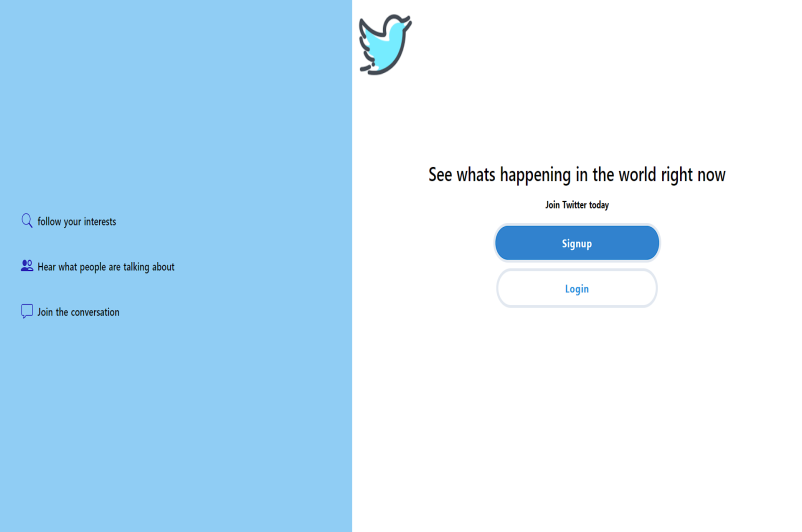 follow your interests
Hear what people are talking about
Join the conversation
See whats happening in the world right now
Join Twitter today
Signup
Login